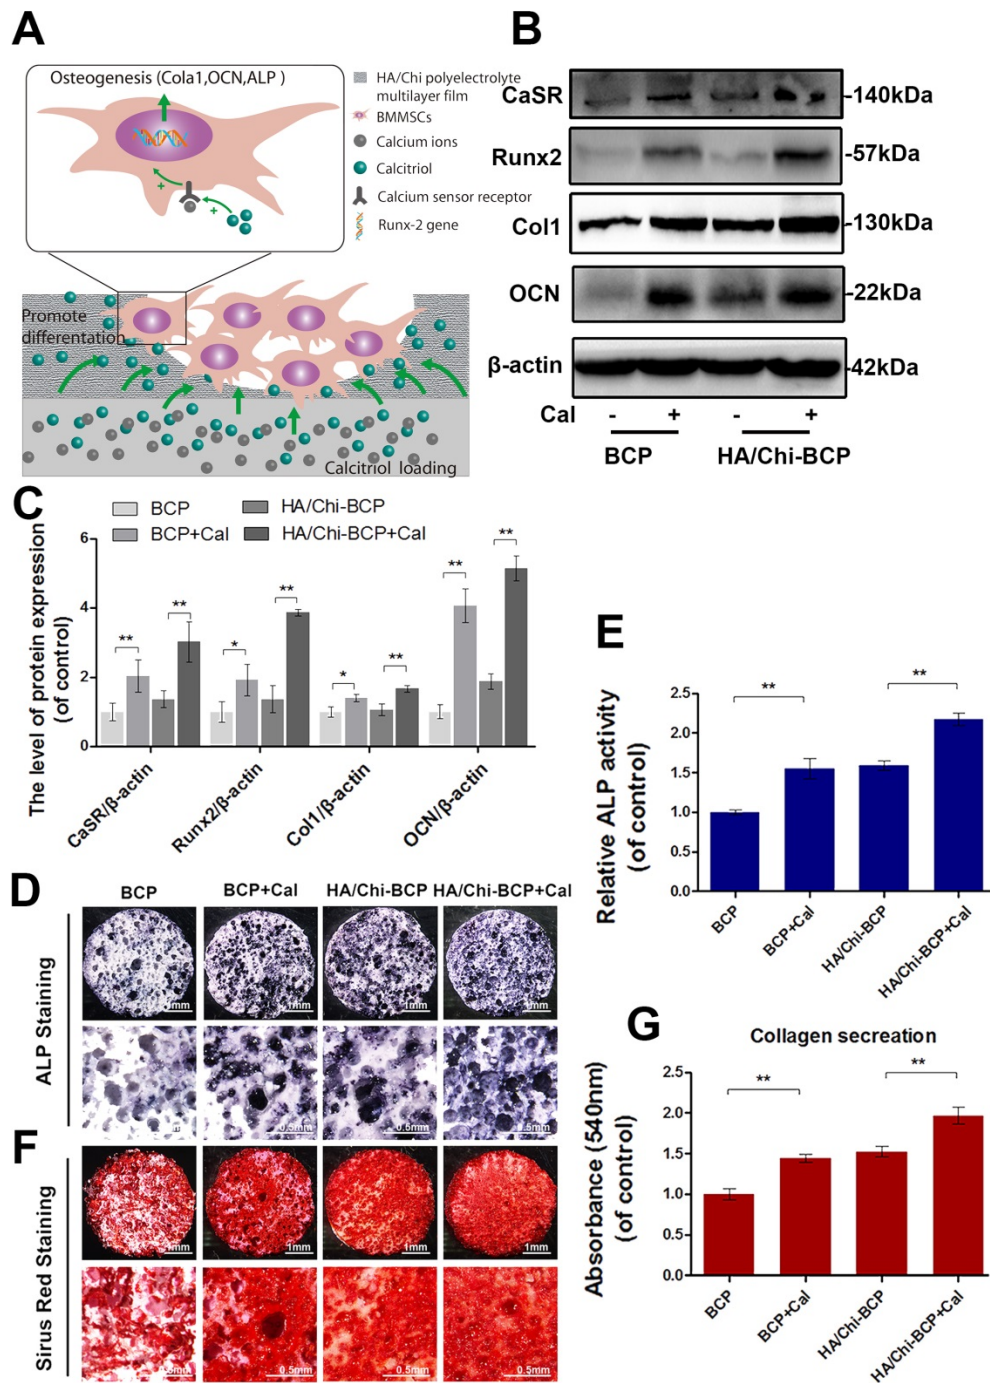 A
Osteogenesis (Cola1,OCN,ALP )
HA/Chi polyelectrolyte
multilayer film
BMMSCs
Calcium ions
Calcitriol
Calcium sensor receptor
Runx-2 gene
+
+
Promote
differentation
Calcitriol loading
B
CaSR
-140kDa
Runx2
-57kDa
Col1
-130kDa
OCN
-22kDa
β-actin
-42kDa
Cal - + - +
BCP HA/Chi-BCP
C
BCP HA/Chi-BCP
BCP+Cal HA/Chi-BCP+Cal
The level of protein expression
(of control)
6
4
2
0
** ** * ** * ** ** **
CaSR/β-actin
Runx2/β-actin
Col1/β-actin
OCN/β-actin
D
BCP BCP+Cal HA/Chi-BCP HA/Chi-BCP+Cal
ALP Staining
1mm 1mm 1mm 1mm
0.5mm 0.5mm 0.5mm 0.5mm
E
Relative ALP activity
(of control)
2.5
2.0
1.5
1.0
0.5
0.0
** **
BCP
BCP+Cal
HA/Chi-BCP
HA/Chi-BCP+Cal
F
Sirus Red Staining
1mm 1mm 1mm 1mm
0.5mm 0.5mm 0.5mm 0.5mm
G
Collagen secreation
Absorbance (540nm)
(of control)
2.5
2.0
1.5
1.0
0.5
0.0
** **
BCP
BCP+Cal
HA/Chi-BCP
HA/Chi-BCP+Cal